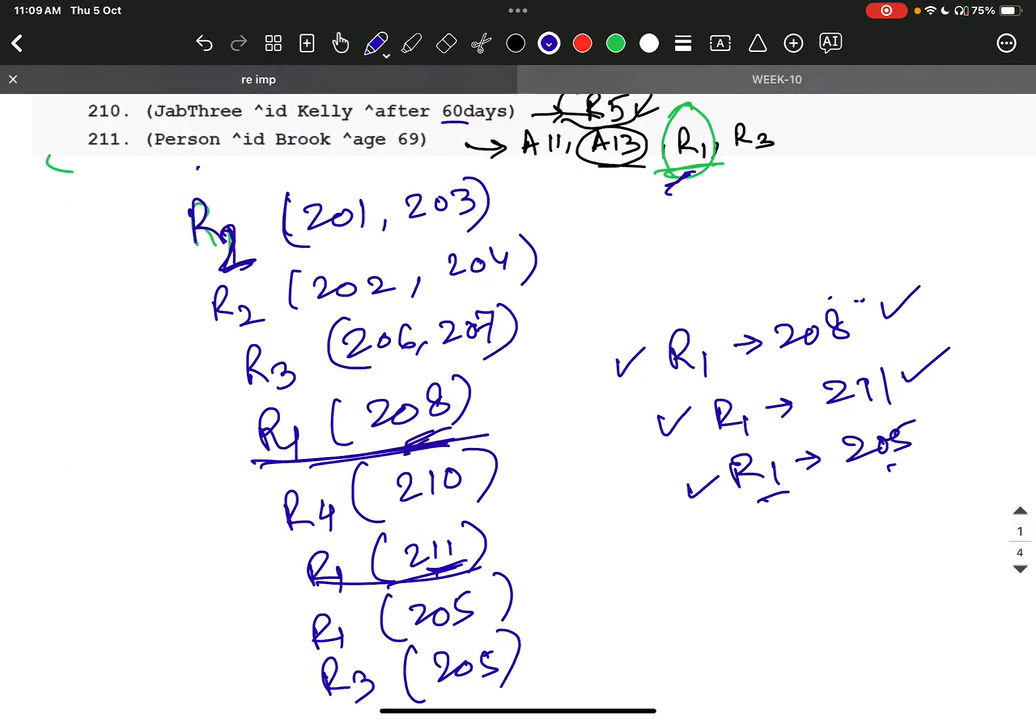 11:09 AM Thu 5 Oct
75%
re imp
WEEK-10
210. (JabThree ^id Kelly ^after 60days) → R5 ✓
211. (Person ^id Brook ^age 69) → A11, A13, R1, R3
(201, 203)
R2 (202, 204)
R3 (206, 207)
R1 (208)
R4 (210)
R1 (211)
R1 (205)
R3 (205)
✓ R1 → 208 ✓
✓ R1 → 211 ✓
✓ R1 → 205
A
AI
1
4